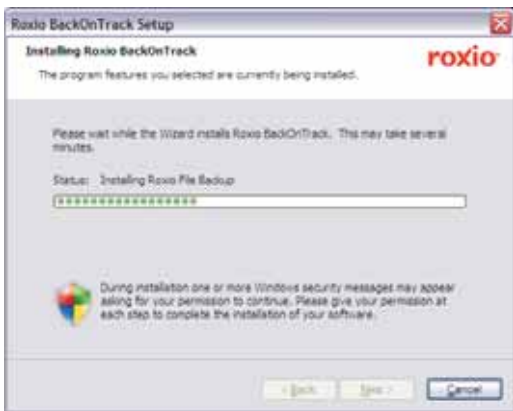 Roxio BackOnTrack Setup
Installing Roxio BackOnTrack
roxio
The program features you selected are currently being installed.
Please wait while the Wizard installs Roxio BackOnTrack. This may take several
minutes.
Status: Installing Roxio File Backup
During installation one or more Windows security messages may appear
asking for your permission to continue. Please give your permission at
each step to complete the installation of your software.
< Back
Next >
Cancel